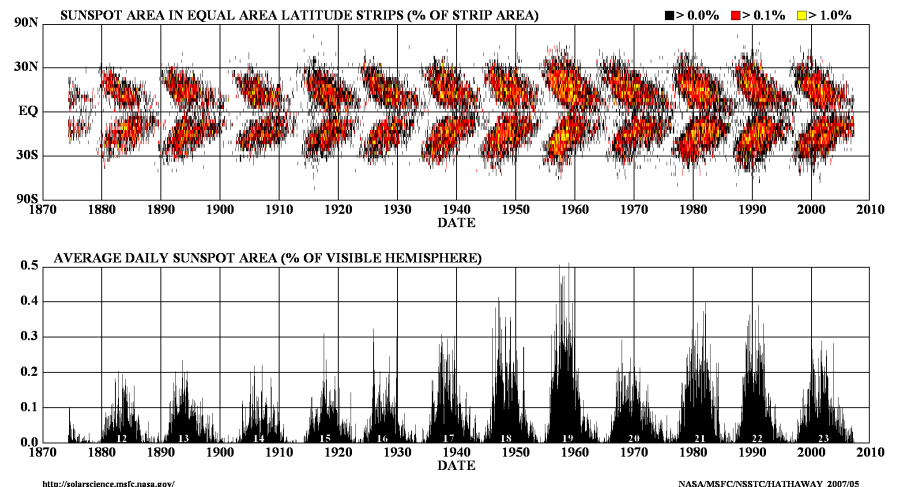 SUNSPOT AREA IN EQUAL AREA LATITUDE STRIPS (% OF STRIP AREA) > 0.0% > 0.1% > 1.0%
90N
30N
EQ
30S
90S
1870 1880 1890 1900 1910 1920 1930 1940 1950 1960 1970 1980 1990 2000 2010
DATE
AVERAGE DAILY SUNSPOT AREA (% OF VISIBLE HEMISPHERE)
0.5
0.4
0.3
0.2
0.1
0.0
12 13 14 15 16 17 18 19 20 21 22 23
1870 1880 1890 1900 1910 1920 1930 1940 1950 1960 1970 1980 1990 2000 2010
DATE
http://solarscience.msfc.nasa.gov/ NASA/MSFC/NSSTC/HATHAWAY 2007/05